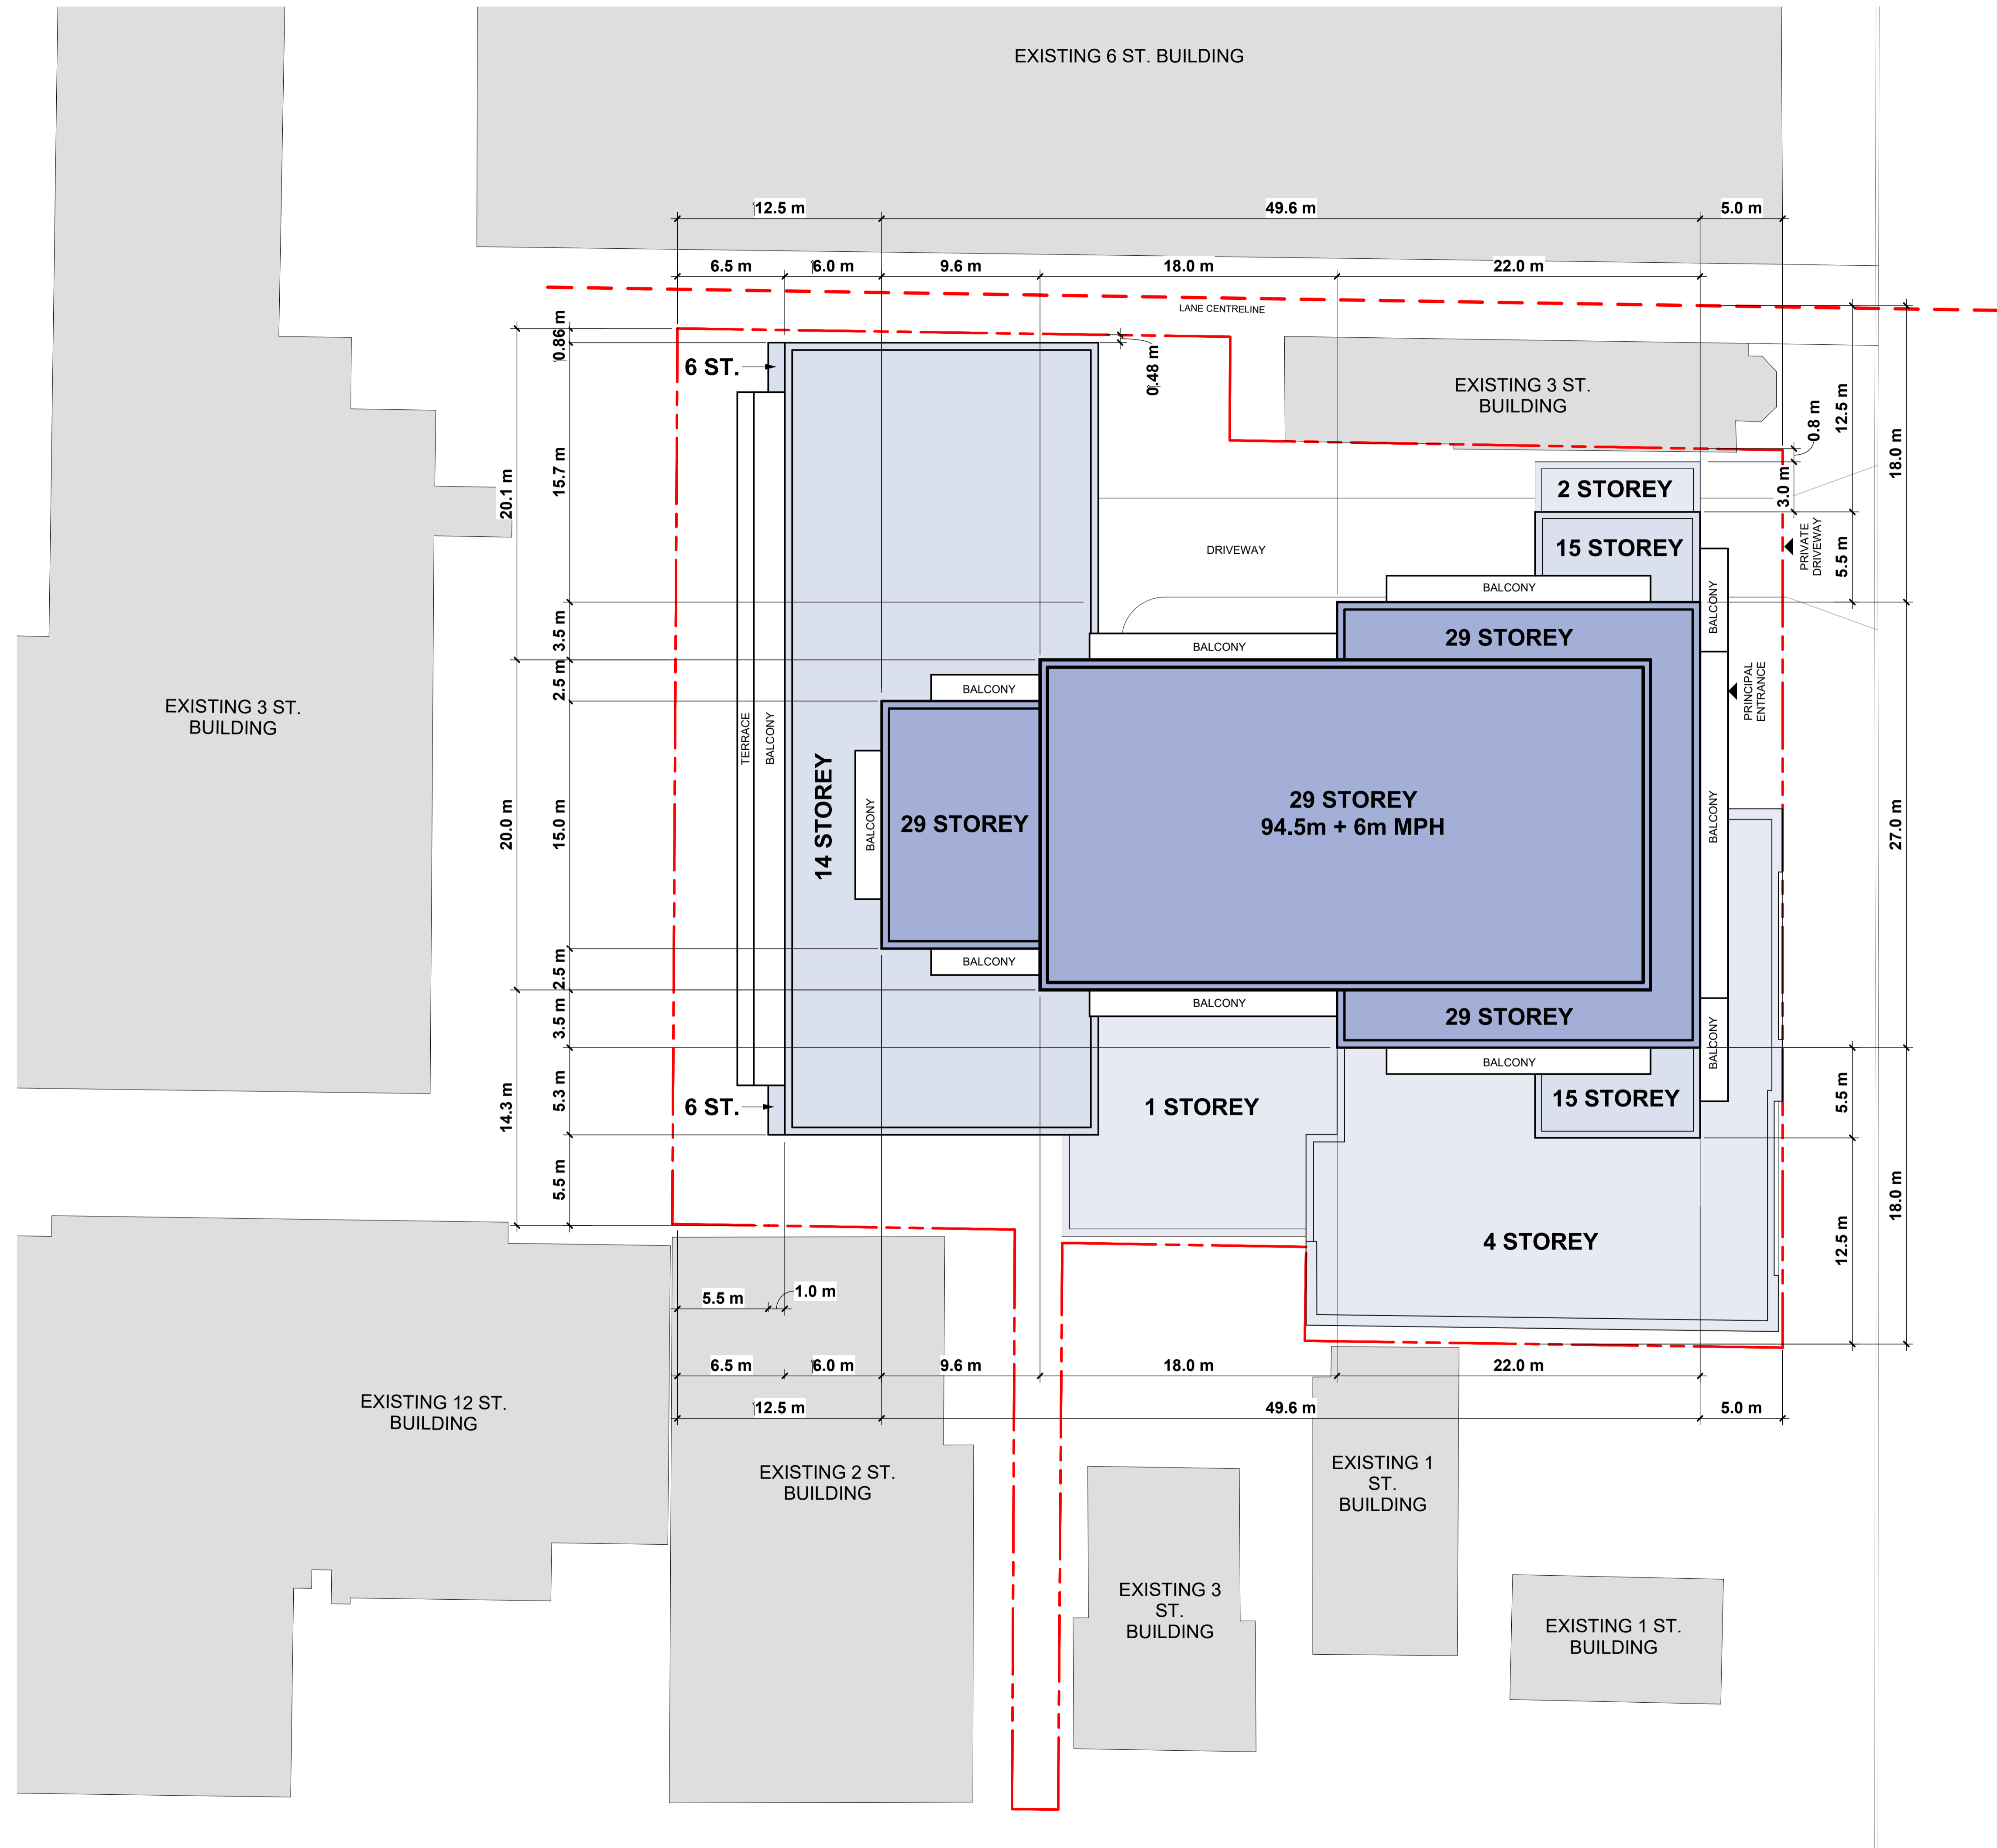 EXISTING 6 ST. BUILDING
12.5 m
49.6 m
5.0 m
6.5 m
6.0 m
9.6 m
18.0 m
22.0 m
LANE CENTRELINE
0.86 m
0.48 m
6 ST.
EXISTING 3 ST.
BUILDING
0.8 m
12.5 m
18.0 m
3.0 m
2 STOREY
15 STOREY
PRIVATE
DRIVEWAY
5.5 m
20.1 m
15.7 m
DRIVEWAY
BALCONY
BALCONY
29 STOREY
BALCONY
3.5 m
2.5 m
BALCONY
PRINCIPAL
ENTRANCE
EXISTING 3 ST.
BUILDING
TERRACE
BALCONY
14 STOREY
BALCONY
29 STOREY
29 STOREY
94.5m + 6m MPH
BALCONY
27.0 m
20.0 m
15.0 m
2.5 m
BALCONY
BALCONY
3.5 m
29 STOREY
BALCONY
BALCONY
5.3 m
14.3 m
6 ST.
1 STOREY
15 STOREY
5.5 m
5.5 m
18.0 m
12.5 m
4 STOREY
5.5 m
1.0 m
6.5 m
6.0 m
9.6 m
18.0 m
22.0 m
12.5 m
49.6 m
5.0 m
EXISTING 12 ST.
BUILDING
EXISTING 2 ST.
BUILDING
EXISTING 1
ST.
BUILDING
EXISTING 3
ST.
BUILDING
EXISTING 1 ST.
BUILDING